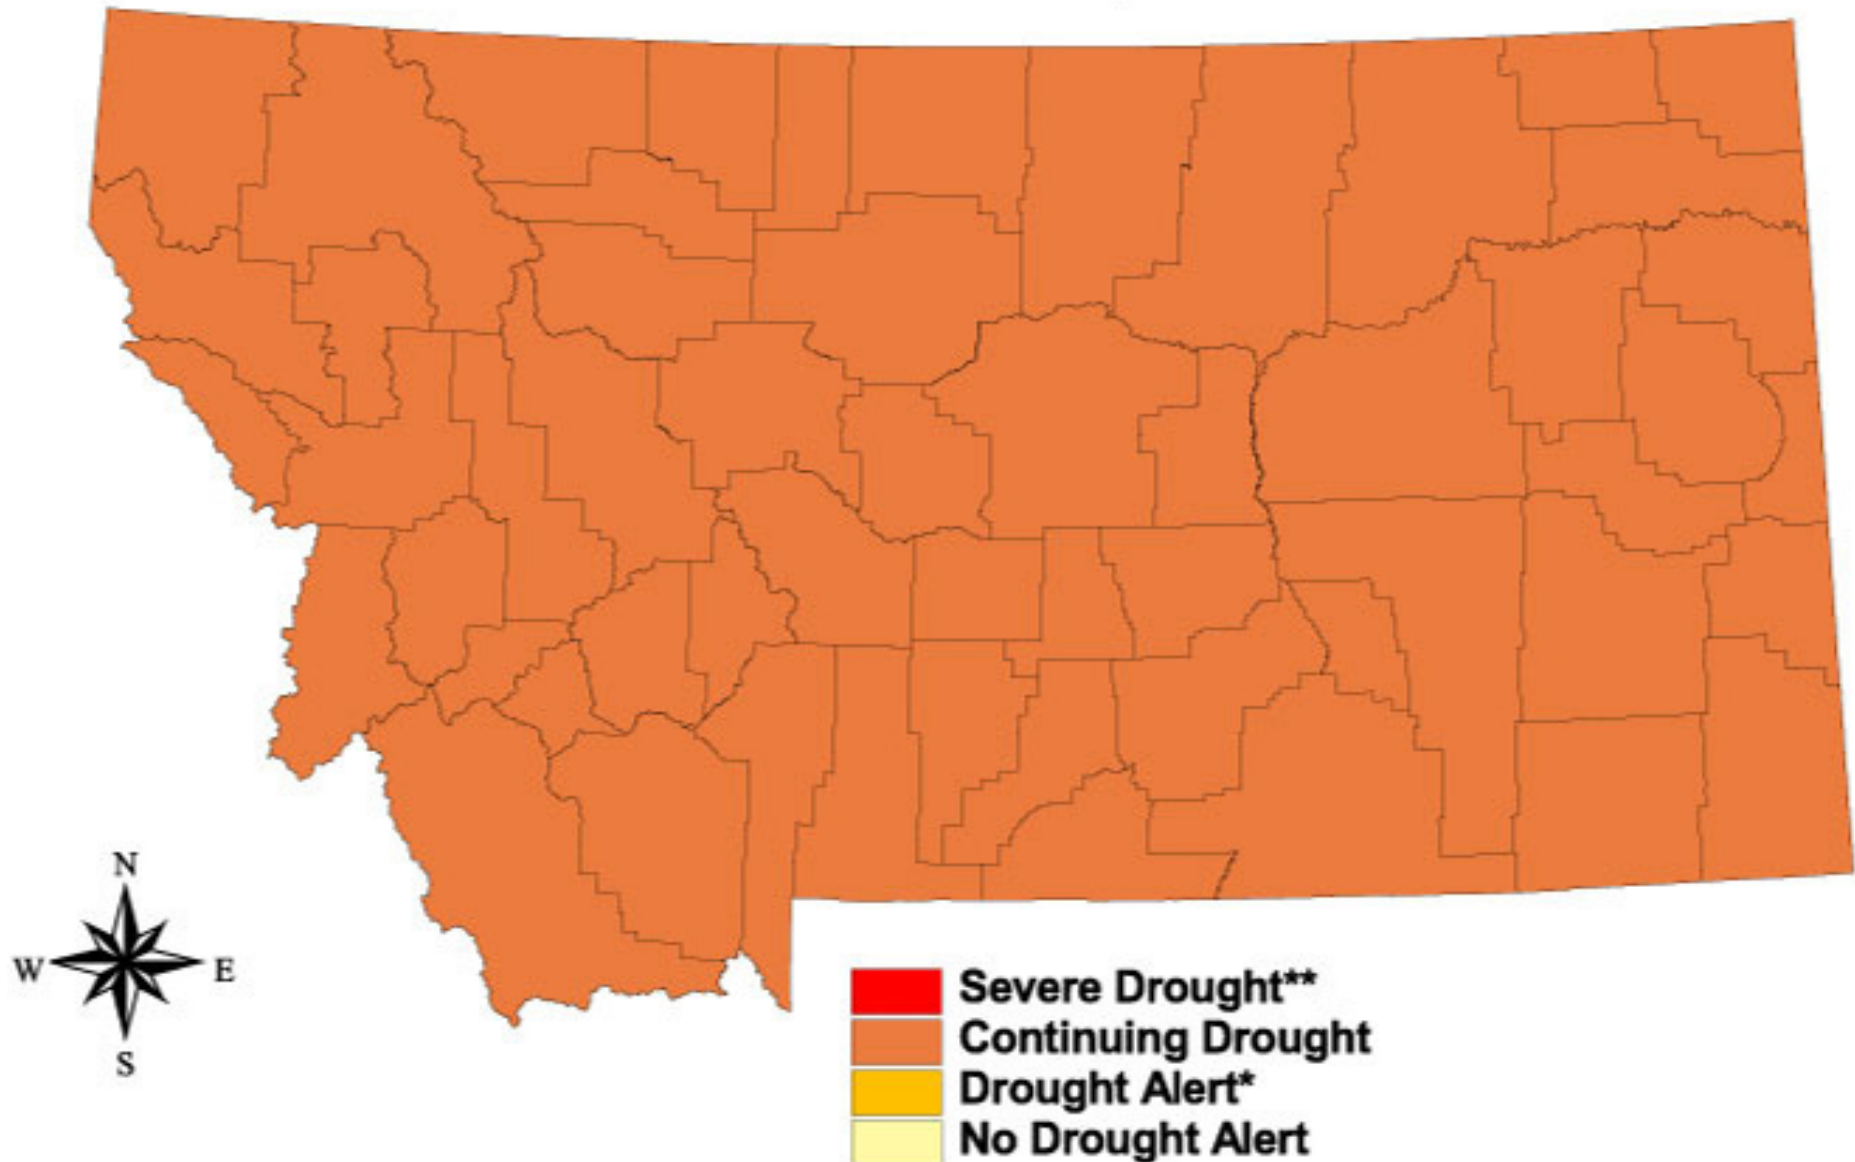 N
W E
S
Severe Drought**
Continuing Drought
Drought Alert*
No Drought Alert